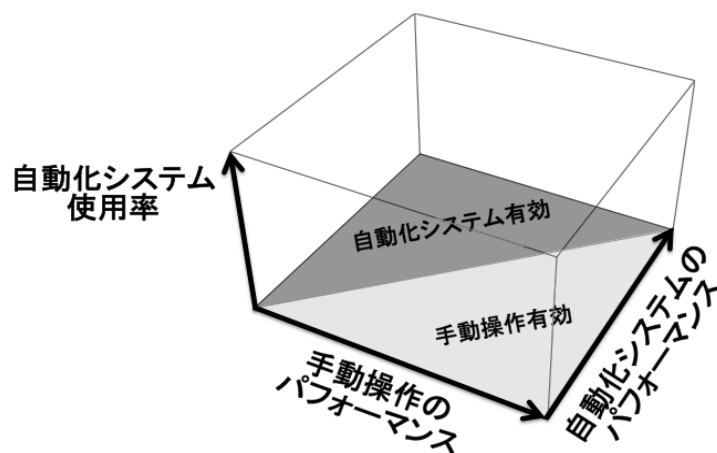 自動化システム
使用率
自動化システム有効
手動操作有効
手動操作の
パフォーマンス
自動化システムの
パフォーマンス